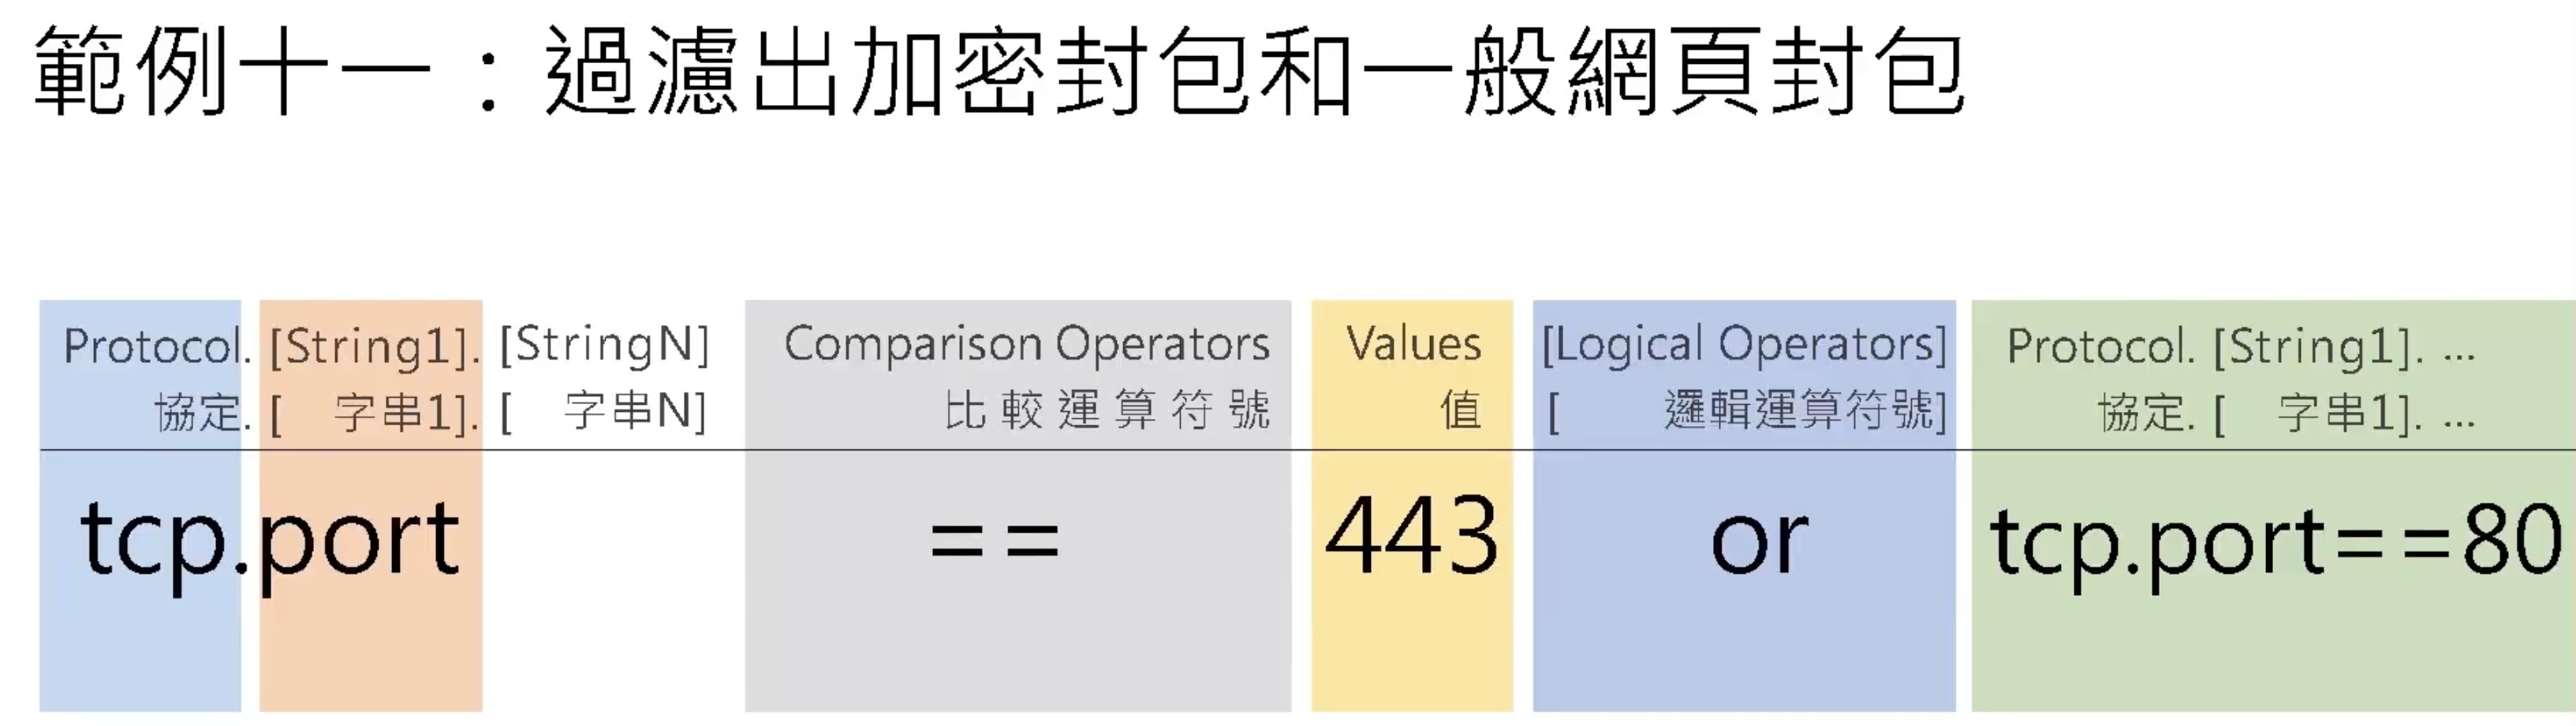 範例十一：過濾出加密封包和一般網頁封包
Protocol. [String1]. [StringN] Comparison Operators Values [Logical Operators] Protocol. [String1]. ...
協定. [ 字串1]. [ 字串N] 比較運算符號 值 [ 邏輯運算符號] 協定. [ 字串1]. ...
tcp.port == 443 or tcp.port==80